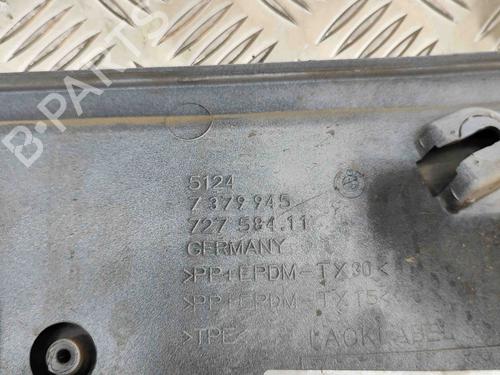 B-PARTS
5124
7 379 945
727 584.11
GERMANY
>PP+EPDM-TX30<
>PP+EPDM-TX15<
>TPE<